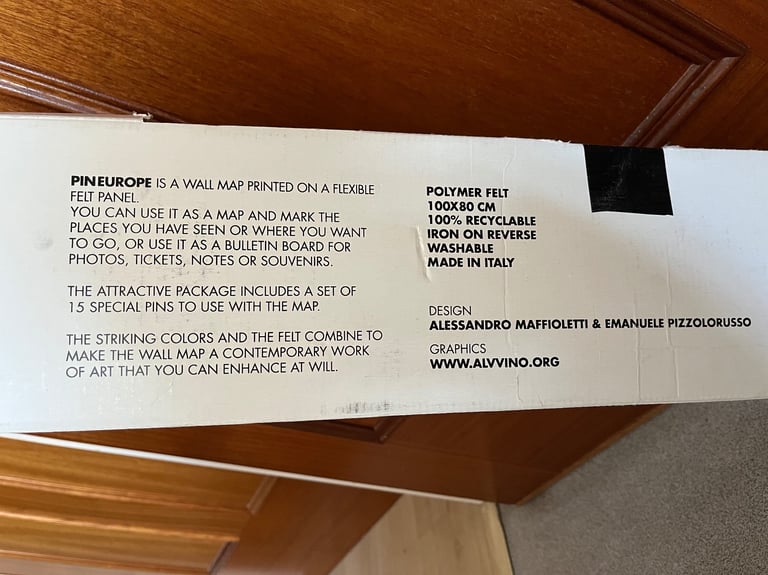 PINEUROPE IS A WALL MAP PRINTED ON A FLEXIBLE
FELT PANEL.
YOU CAN USE IT AS A MAP AND MARK THE
PLACES YOU HAVE SEEN OR WHERE YOU WANT
TO GO, OR USE IT AS A BULLETIN BOARD FOR
PHOTOS, TICKETS, NOTES OR SOUVENIRS.
THE ATTRACTIVE PACKAGE INCLUDES A SET OF
15 SPECIAL PINS TO USE WITH THE MAP.
THE STRIKING COLORS AND THE FELT COMBINE TO
MAKE THE WALL MAP A CONTEMPORARY WORK
OF ART THAT YOU CAN ENHANCE AT WILL.
POLYMER FELT
100X80 CM
100% RECYCLABLE
IRON ON REVERSE
WASHABLE
MADE IN ITALY
DESIGN
ALESSANDRO MAFFIOLETTI & EMANUELE PIZZOLORUSSO
GRAPHICS
WWW.ALVVINO.ORG